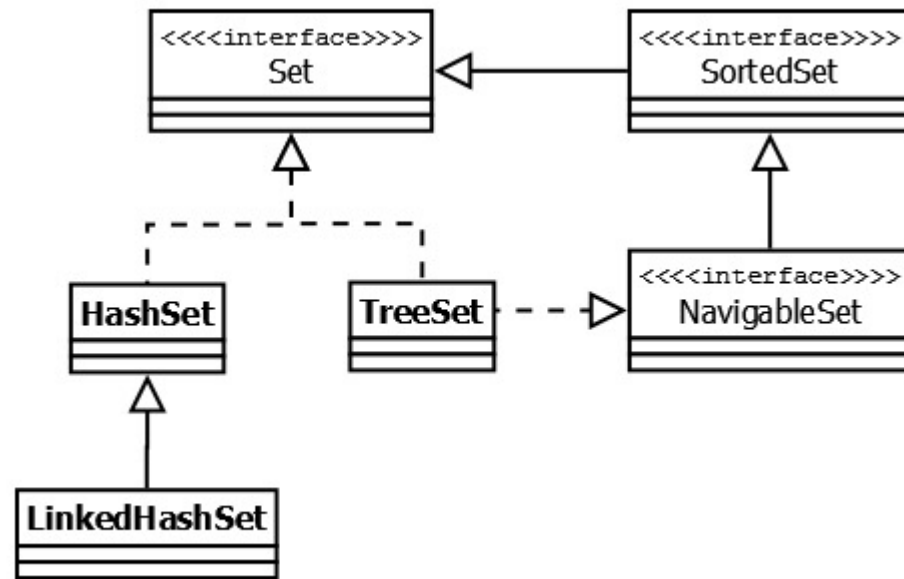 <<<<interface>>>>
Set
<<<<interface>>>>
SortedSet
HashSet
TreeSet
<<<<interface>>>>
NavigableSet
LinkedHashSet